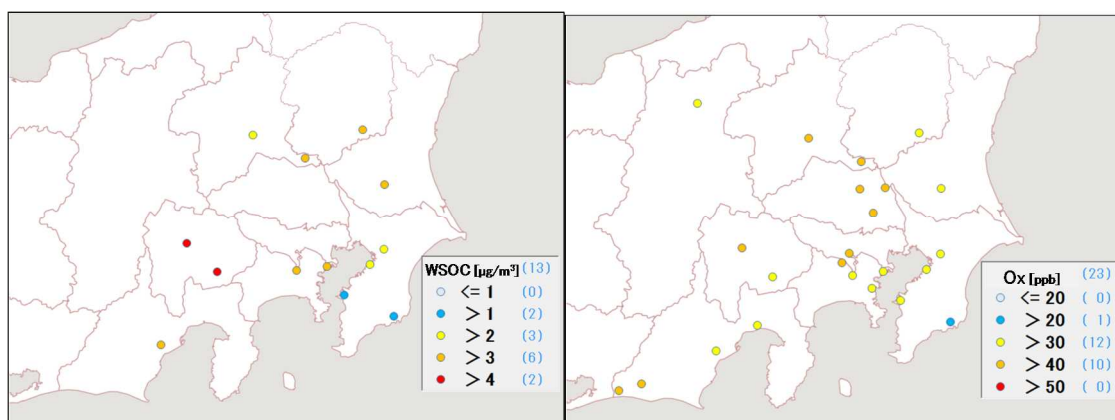 WSOC [μg/m³] (13)
<= 1 (0)
> 1 (2)
> 2 (3)
> 3 (6)
> 4 (2)
Ox [ppb] (23)
<= 20 ( 0)
> 20 ( 1)
> 30 (12)
> 40 (10)
> 50 ( 0)